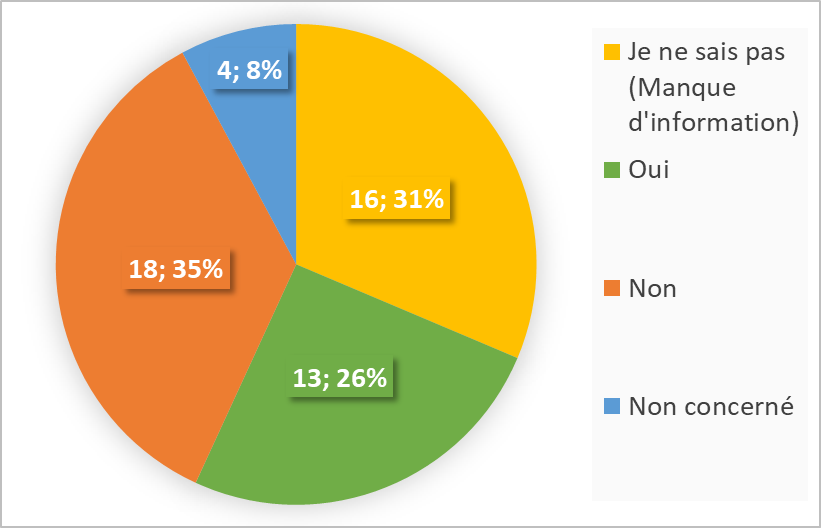 4; 8%
16; 31%
18; 35%
13; 26%
Je ne sais pas
(Manque
d'information)
Oui
Non
Non concerné